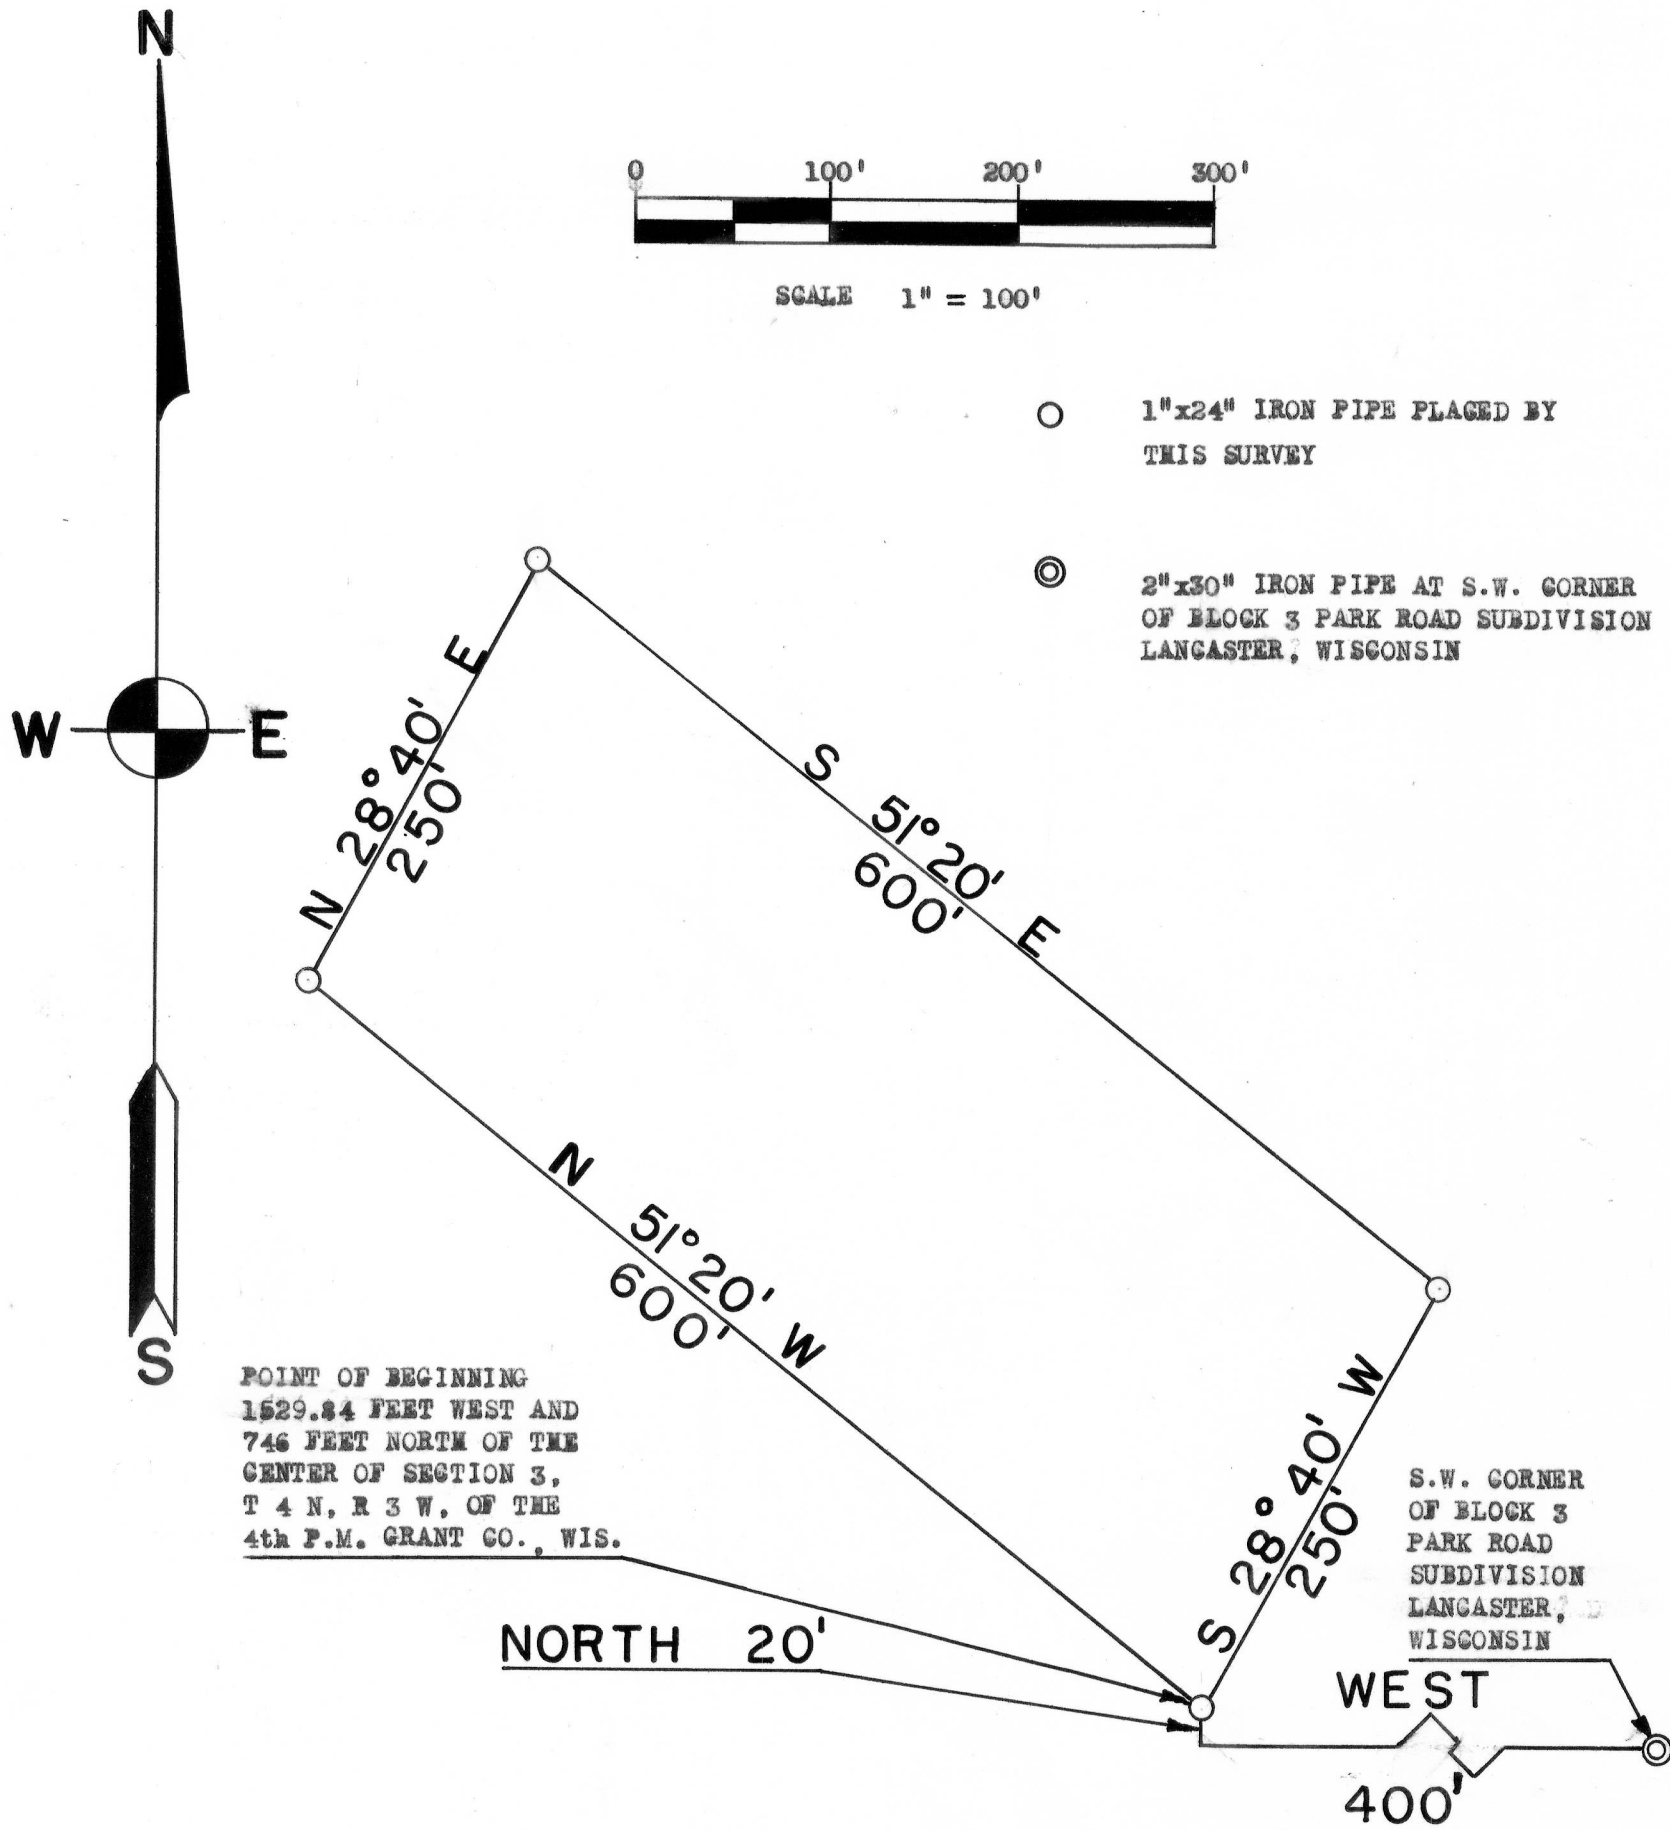 N
0 100' 200' 300'
SCALE 1" = 100'
1"x24" IRON PIPE PLACED BY
THIS SURVEY
2"x30" IRON PIPE AT S.W. CORNER
OF BLOCK 3 PARK ROAD SUBDIVISION
LANCASTER, WISCONSIN
W E
N 28° 40' E
250'
S 51° 20' E
600'
N 51° 20' W
600'
S
POINT OF BEGINNING
FEET WEST AND
746 FEET NORTH OF THE
CENTER OF SECTION 3,
T 4 N, R 3 W, OF THE
4th P.M. GRANT CO., WIS.
S 28° 40' W
250'
S.W. CORNER
OF BLOCK 3
PARK ROAD
SUBDIVISION
LANCASTER,
WISCONSIN
NORTH 20'
WEST
400'